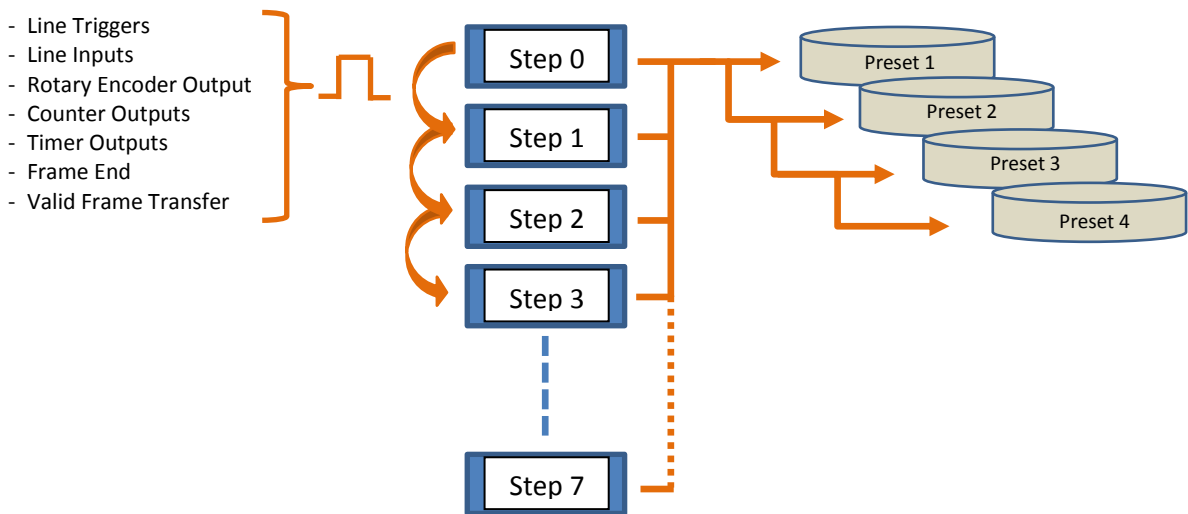 - Line Triggers
- Line Inputs
- Rotary Encoder Output
- Counter Outputs
- Timer Outputs
- Frame End
- Valid Frame Transfer
Step 0
Step 1
Step 2
Step 3
Step 7
Preset 1
Preset 2
Preset 3
Preset 4